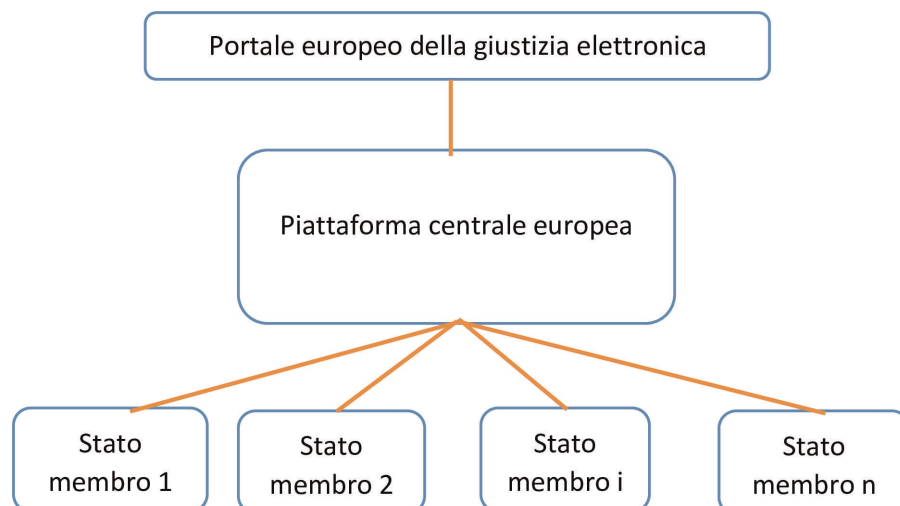 Portale europeo della giustizia elettronica
Piattaforma centrale europea
Stato
membro 1
Stato
membro 2
Stato
membro i
Stato
membro n